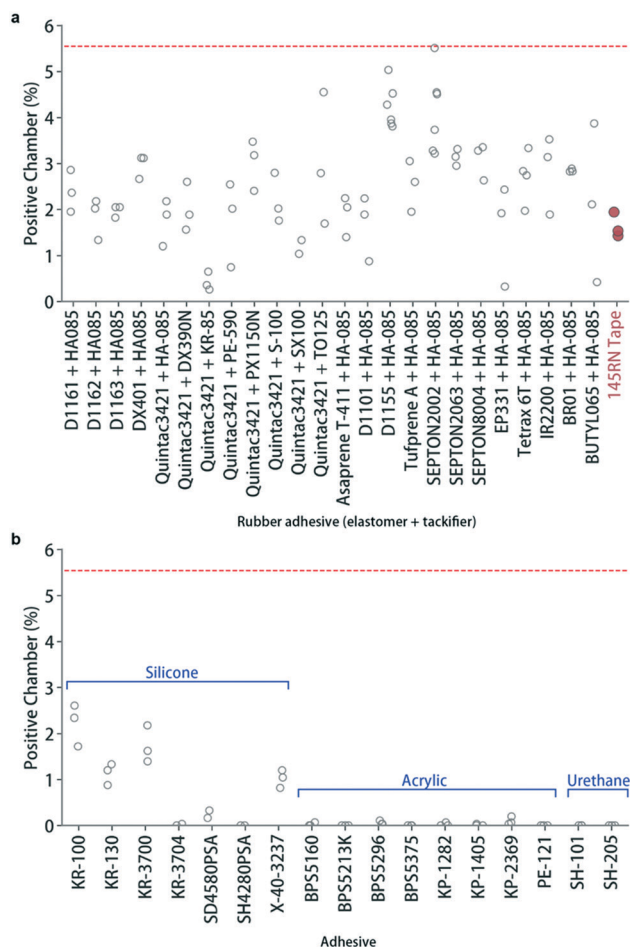 a
Positive Chamber (%)
6
5
4
3
2
1
0
D1161 + HA085
D1162 + HA085
D1163 + HA085
DX401 + HA085
Quintac3421 + HA-085
Quintac3421 + DX390N
Quintac3421 + KR-85
Quintac3421 + PE-590
Quintac3421 + PX1150N
Quintac3421 + S-100
Quintac3421 + SX100
Quintac3421 + TO125
Asaprene T-411 + HA-085
D1101 + HA-085
D1155 + HA-085
Tufprene A + HA-085
SEPTON2002 + HA-085
SEPTON2063 + HA-085
SEPTON8004 + HA-085
EP331 + HA-085
Tetrax 6T + HA-085
IR2200 + HA-085
BR01 + HA-085
BUTYL065 + HA-085
145RN Tape
Rubber adhesive (elastomer + tackifier)
b
Positive Chamber (%)
6
5
4
3
2
1
0
Silicone
Acrylic
Urethane
KR-100
KR-130
KR-3700
KR-3704
SD4580PSA
SH4280PSA
X-40-3237
BPS5160
BPS5213K
BPS5296
BPS5375
KP-1282
KP-1405
KP-2369
PE-121
SH-101
SH-205
Adhesive